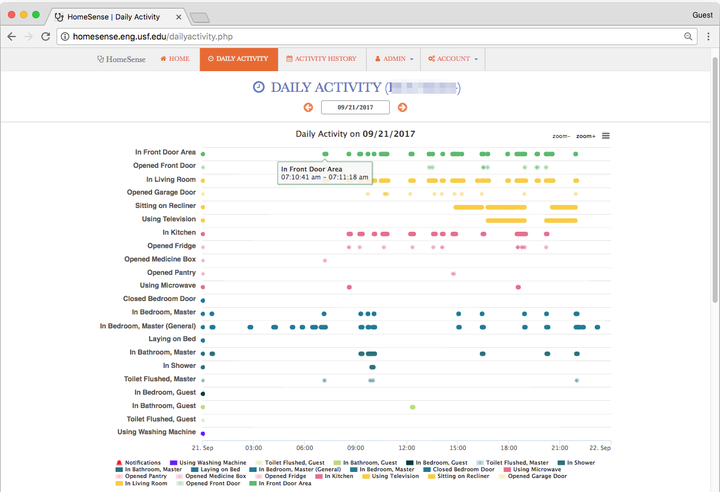 HomeSense | Daily Activity
Guest
homesense.eng.usf.edu/dailyactivity.php
HomeSense
HOME
DAILY ACTIVITY
ACTIVITY HISTORY
ADMIN
ACCOUNT
DAILY ACTIVITY (
09/21/2017
Daily Activity on 09/21/2017
zoom- zoom+
In Front Door Area
Opened Front Door
In Front Door Area
07:10:41 am - 07:11:18 am
In Living Room
Opened Garage Door
Sitting on Recliner
Using Television
In Kitchen
Opened Fridge
Opened Medicine Box
Opened Pantry
Using Microwave
Closed Bedroom Door
In Bedroom, Master
In Bedroom, Master (General)
Laying on Bed
In Bathroom, Master
In Shower
Toilet Flushed, Master
In Bedroom, Guest
In Bathroom, Guest
Toilet Flushed, Guest
Using Washing Machine
21. Sep 03:00 06:00 09:00 12:00 15:00 18:00 21:00 22. Sep
Notifications Using Washing Machine Toilet Flushed, Guest In Bathroom, Guest In Bedroom, Guest Toilet Flushed, Master In Shower
In Bathroom, Master Laying on Bed In Bedroom, Master (General) In Bedroom, Master Closed Bedroom Door Using Microwave
Opened Pantry Opened Medicine Box Opened Fridge In Kitchen Using Television Sitting on Recliner Opened Garage Door
In Living Room Opened Front Door In Front Door Area